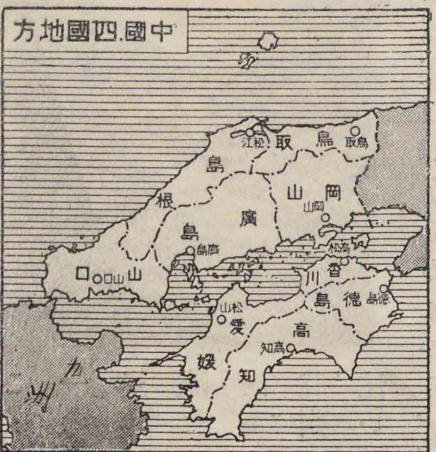 中國.四國地方
鳥取
鳥取
島根
松江
岡山
岡山
廣島
廣島
山口
山口
香川
高松
德島
德島
愛媛
松山
高知
高知
九州